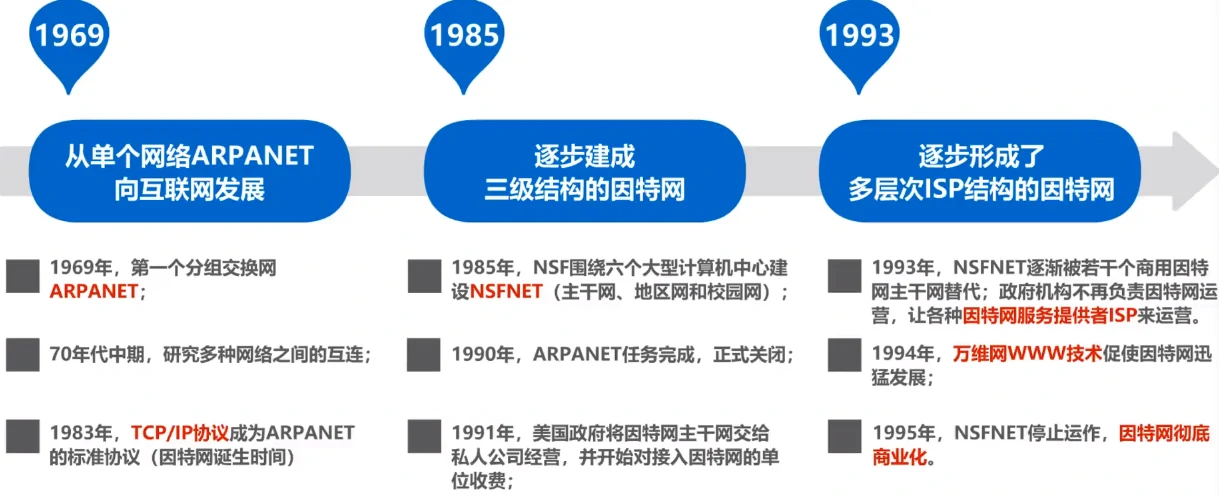 1969
从单个网络ARPANET
向互联网发展
1969年，第一个分组交换网
ARPANET；
70年代中期，研究多种网络之间的互连；
1983年，TCP/IP协议成为ARPANET
的标准协议（因特网诞生时间）
1985
逐步建成
三级结构的因特网
1985年，NSF围绕六个大型计算机中心建
设NSFNET（主干网、地区网和校园网）；
1990年，ARPANET任务完成，正式关闭；
1991年，美国政府将因特网主干网交给
私人公司经营，并开始对接入因特网的单
位收费；
1993
逐步形成了
多层次ISP结构的因特网
1993年，NSFNET逐渐被若干个商用因特
网主干网替代；政府机构不再负责因特网运
营，让各种因特网服务提供者ISP来运营。
1994年，万维网WWW技术促使因特网迅
猛发展；
1995年，NSFNET停止运作，因特网彻底
商业化。